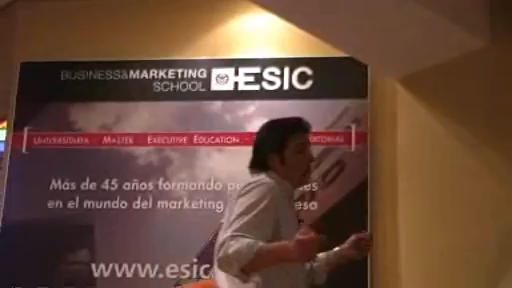 BUSINESS&MARKETING
SCHOOL
ESIC
UNIVERSITARIA - MASTER - EXECUTIVE EDUCATION -
Más de 45 años formando
en el mundo del marketing
www.esic